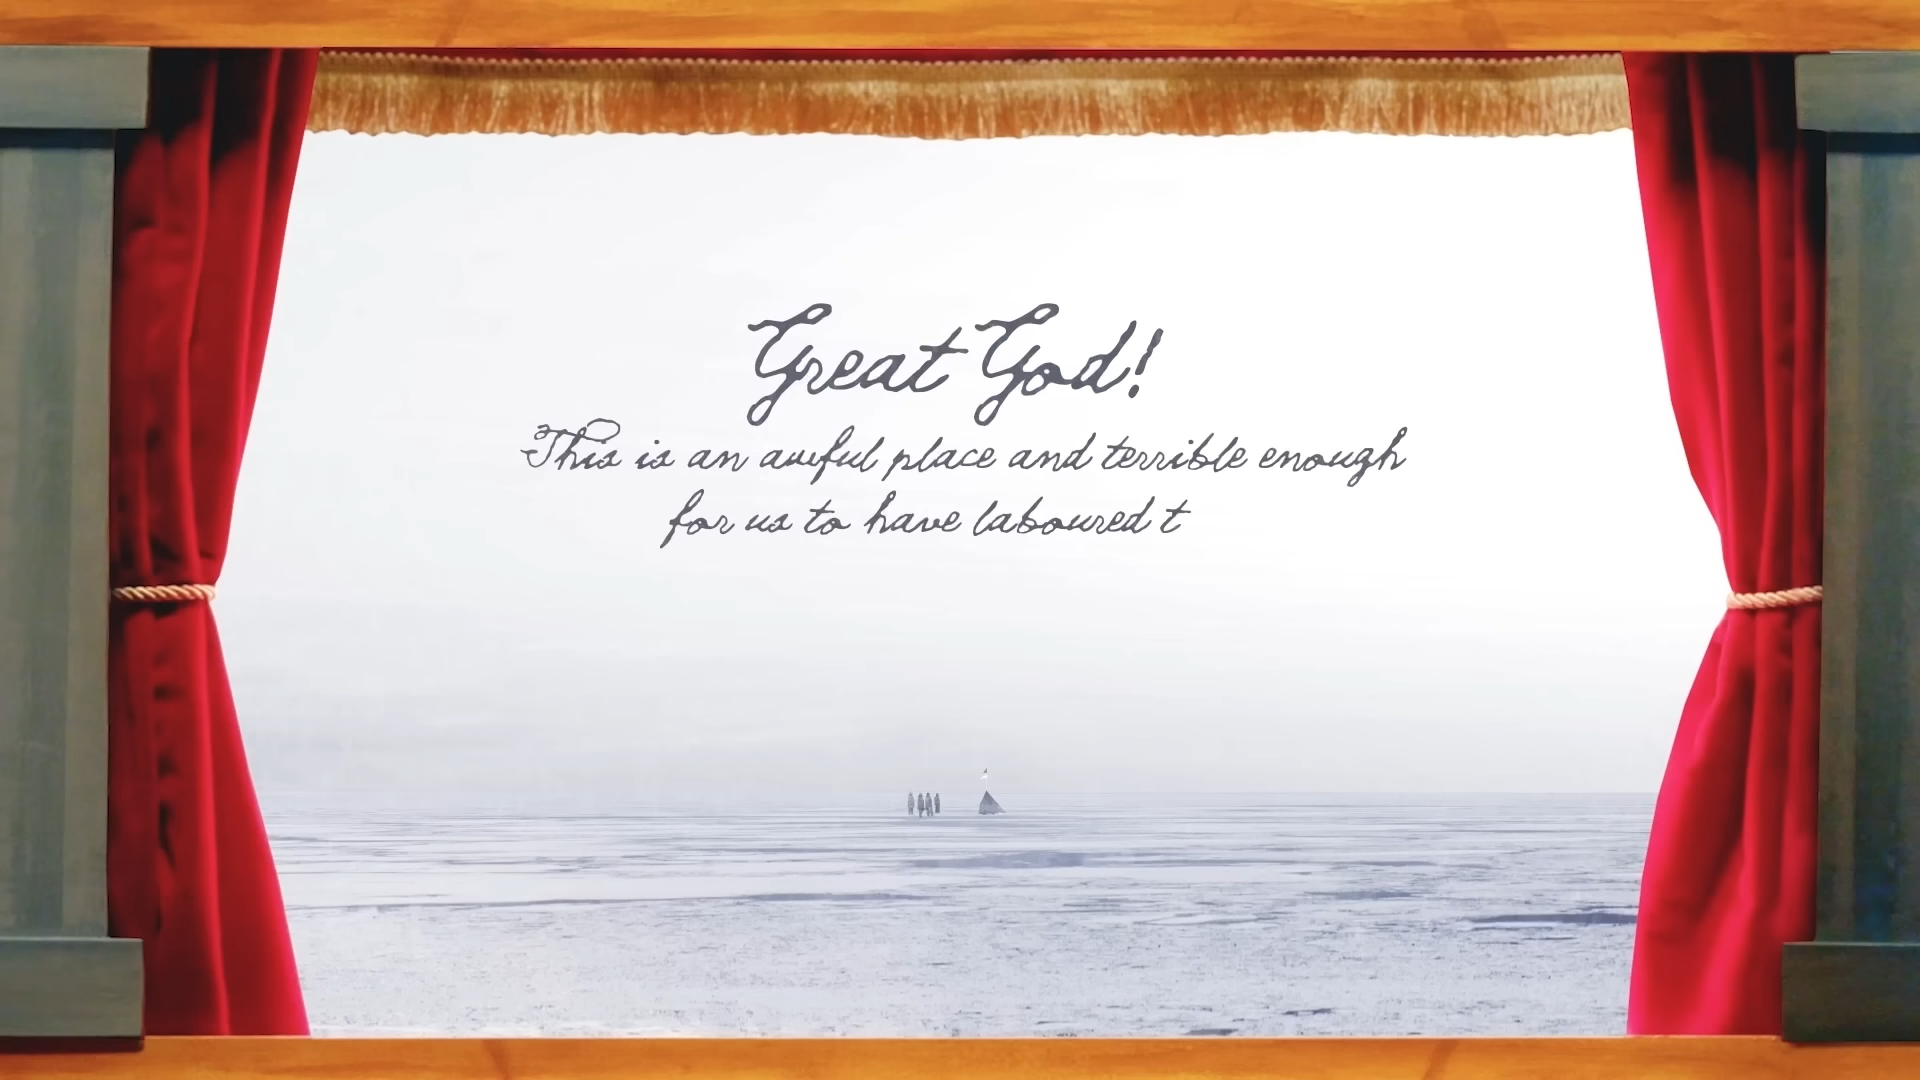 Great God!
This is an awful place and terrible enough
for us to have laboured t